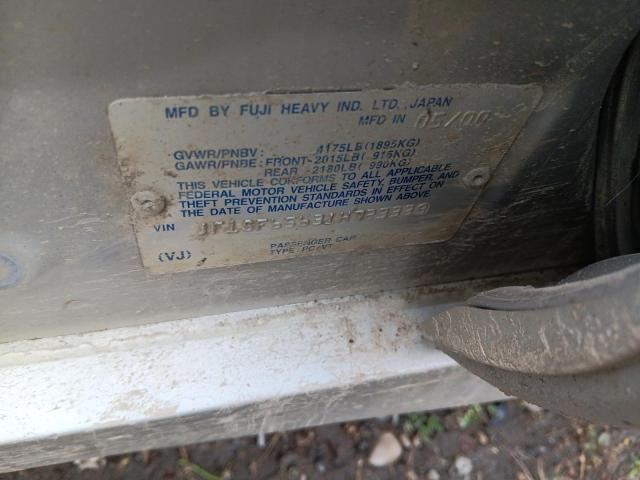 MFD BY FUJI HEAVY IND. LTD., JAPAN
MFD IN 05/00
GVWR/PNBV : 4175LB(1895KG)
GAWR/PNBE:FRONT-2015LB( 915KG)
REAR -2180LB( 990KG)
THIS VEHICLE CONFORMS TO ALL APPLICABLE
FEDERAL MOTOR VEHICLE SAFETY, BUMPER, AND
THEFT PREVENTION STANDARDS IN EFFECT ON
THE DATE OF MANUFACTURE SHOWN ABOVE.
VIN
PASSENGER CAR
(VJ) TYPE:PC/VT